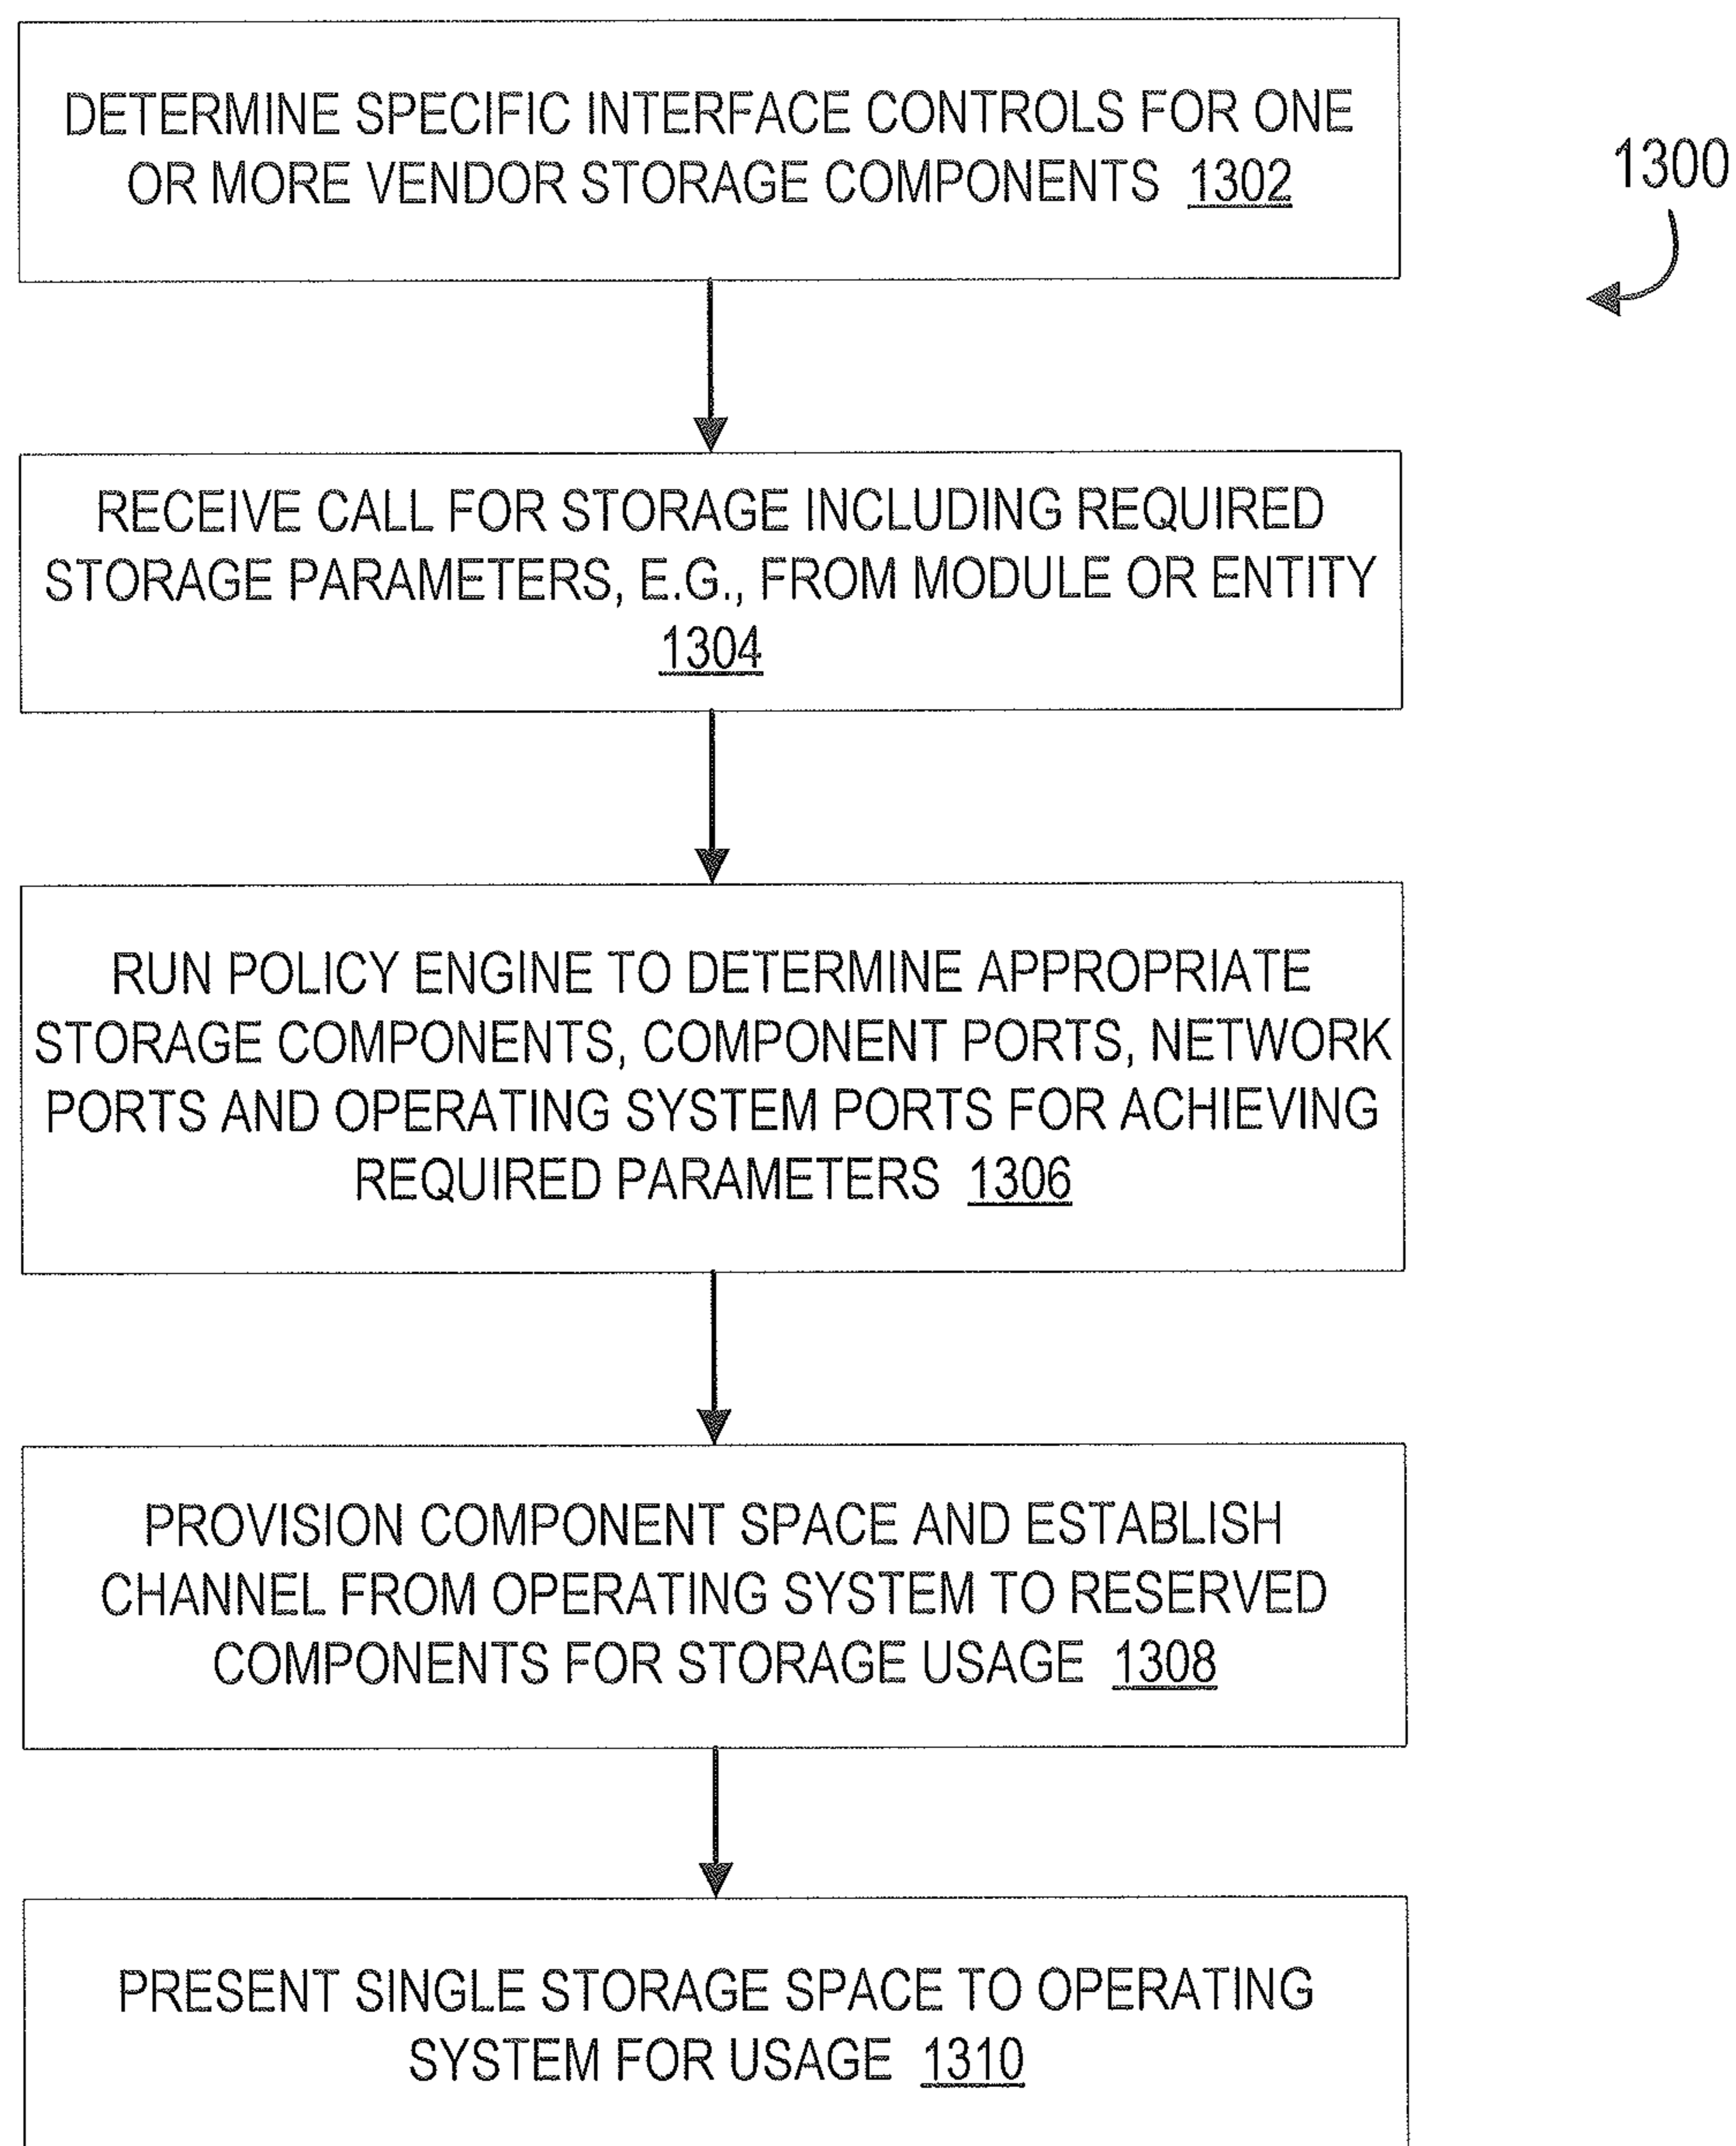 DETERMINE SPECIFIC INTERFACE CONTROLS FOR ONE
OR MORE VENDOR STORAGE COMPONENTS 1302
1300
RECEIVE CALL FOR STORAGE INCLUDING REQUIRED
STORAGE PARAMETERS, E.G., FROM MODULE OR ENTITY
1304
RUN POLICY ENGINE TO DETERMINE APPROPRIATE
STORAGE COMPONENTS, COMPONENT PORTS, NETWORK
PORTS AND OPERATING SYSTEM PORTS FOR ACHIEVING
REQUIRED PARAMETERS 1306
PROVISION COMPONENT SPACE AND ESTABLISH
CHANNEL FROM OPERATING SYSTEM TO RESERVED
COMPONENTS FOR STORAGE USAGE 1308
PRESENT SINGLE STORAGE SPACE TO OPERATING
SYSTEM FOR USAGE 1310